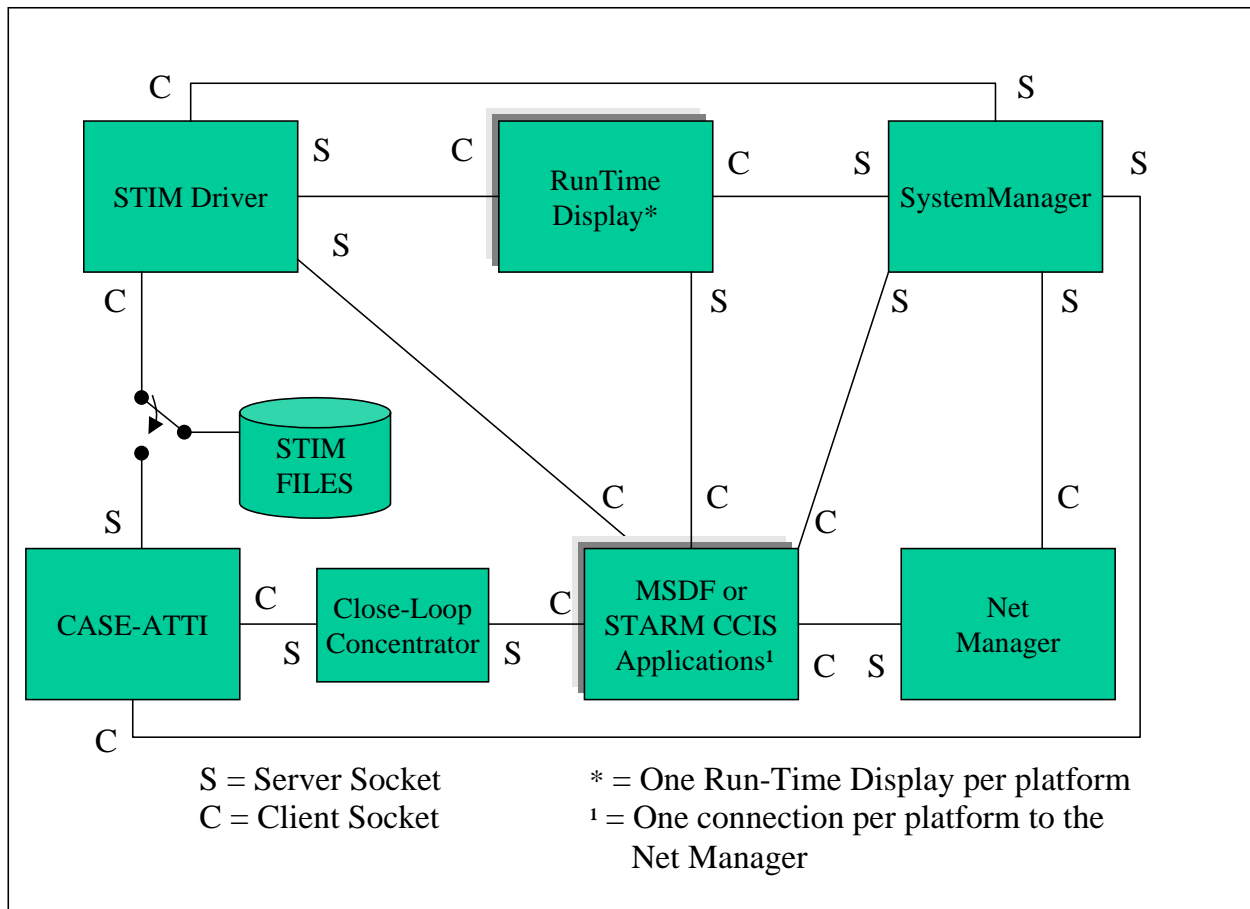 C
S
S
C
C
S
S
STIM Driver
RunTime
Display*
SystemManager
S
C
S
S
S
STIM
FILES
C
C
C
C
S
CASE-ATTI
C
S
Close-Loop
Concentrator
C
S
MSDF or
STARM CCIS
Applications¹
C
S
Net
Manager
C
S = Server Socket
C = Client Socket
* = One Run-Time Display per platform
¹ = One connection per platform to the
Net Manager